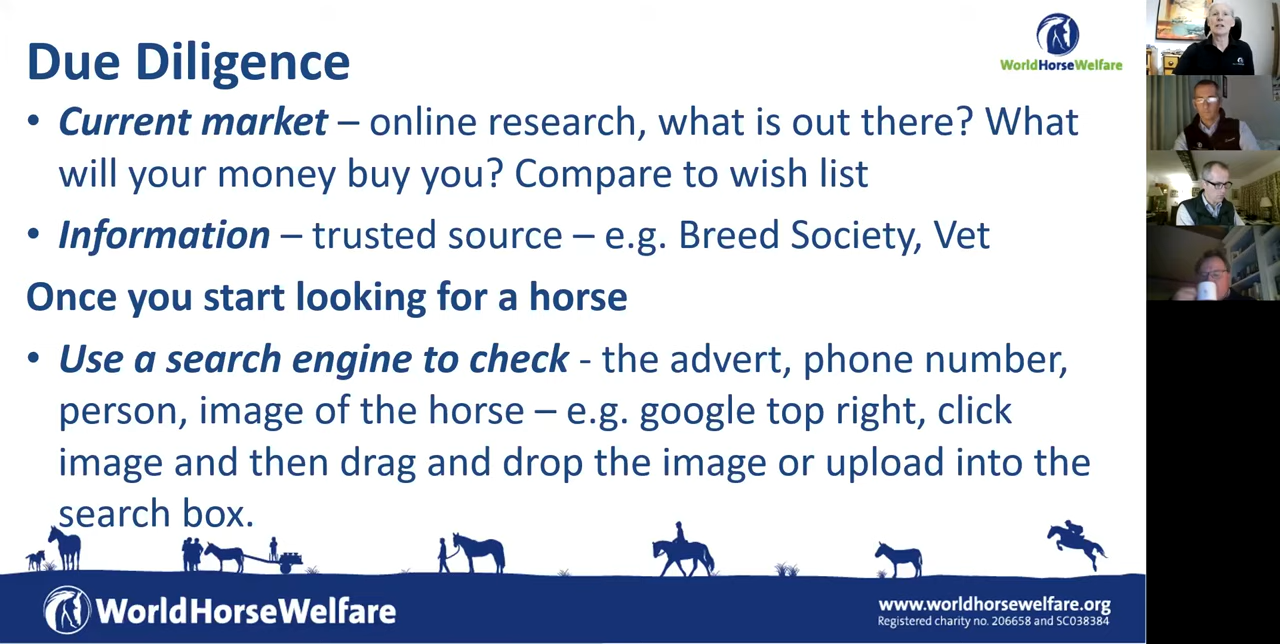 Due Diligence
WorldHorseWelfare
• Current market – online research, what is out there? What
will your money buy you? Compare to wish list
• Information – trusted source – e.g. Breed Society, Vet
Once you start looking for a horse
• Use a search engine to check - the advert, phone number,
person, image of the horse – e.g. google top right, click
image and then drag and drop the image or upload into the
search box.
WorldHorseWelfare
www.worldhorsewelfare.org
Registered charity no. 206658 and SC038384